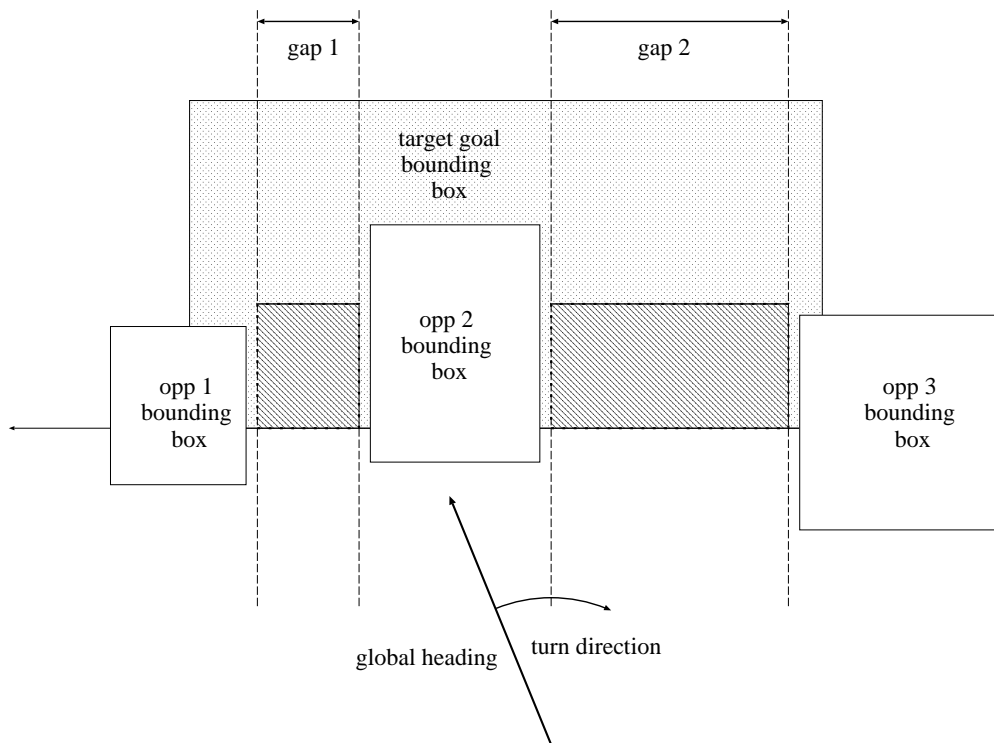 gap 1
gap 2
target goal
bounding
box
opp 2
bounding
box
opp 1
bounding
box
opp 3
bounding
box
global heading
turn direction